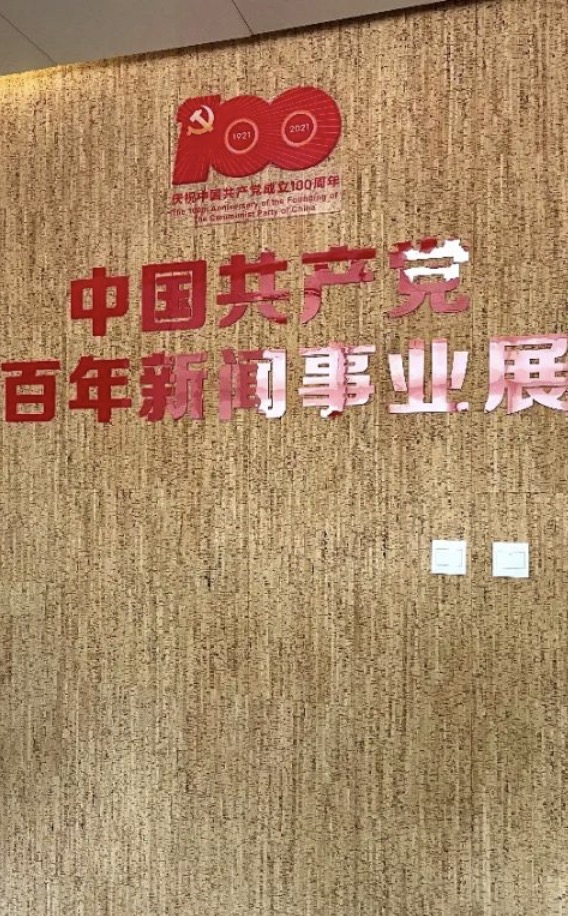 100
1921
2021
庆祝中国共产党成立100周年
The 100th Anniversary of the Founding of
The Communist Party of China
中国共产党
百年新闻事业展